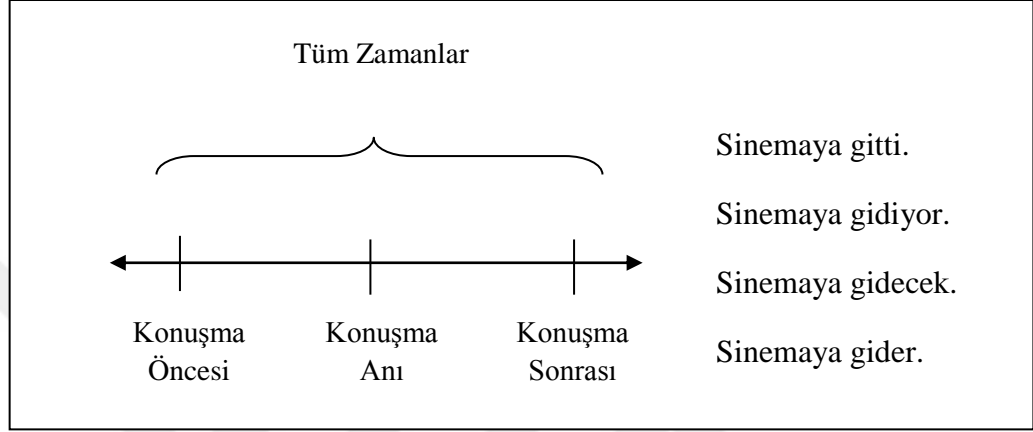 Tüm Zamanlar
Sinemaya gitti.
Sinemaya gidiyor.
Sinemaya gidecek.
Sinemaya gider.
Konuşma
Öncesi
Konuşma
Anı
Konuşma
Sonrası